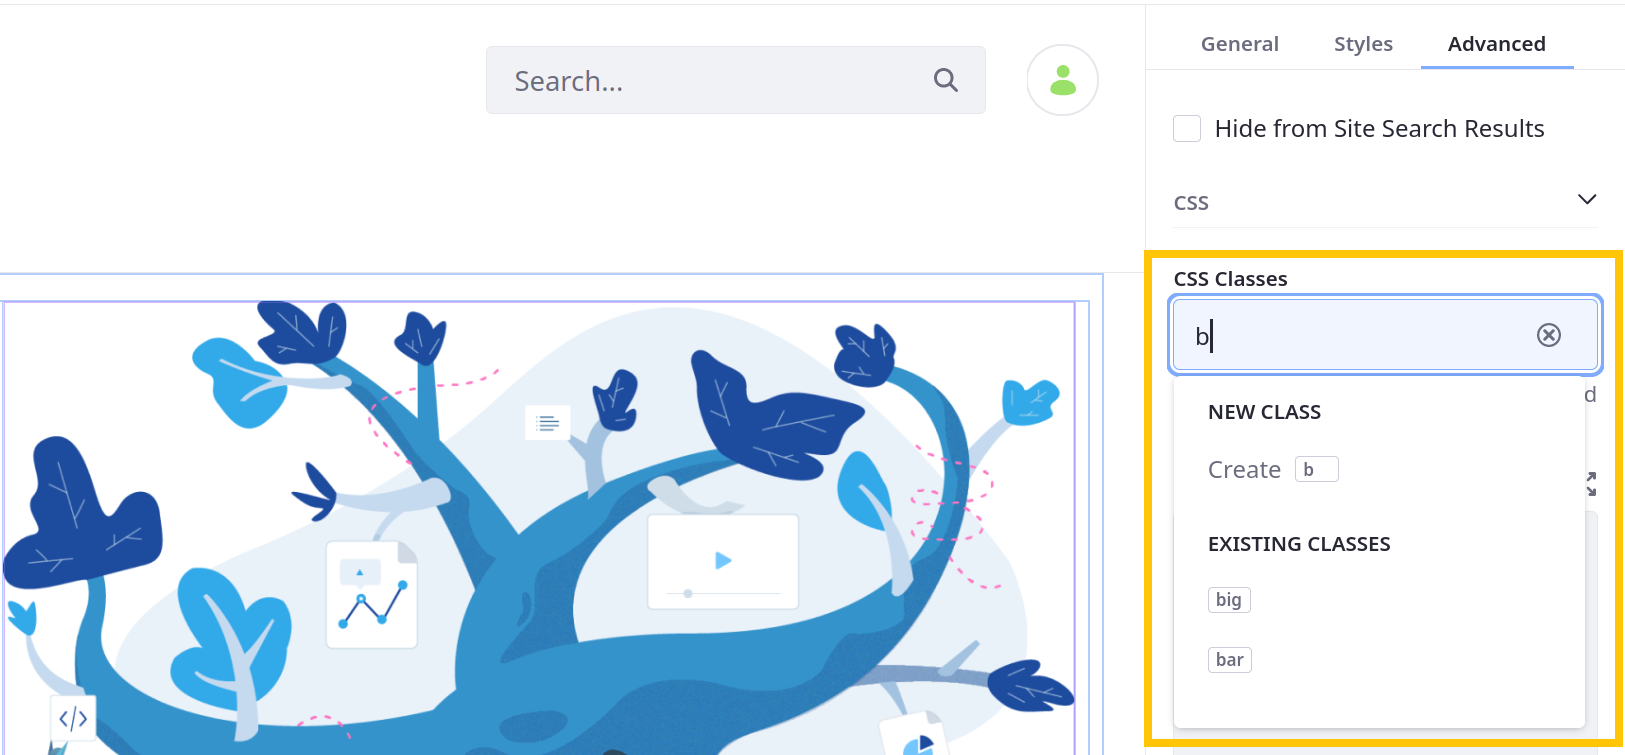 General Styles Advanced
Search...
Hide from Site Search Results
CSS
CSS Classes
b
d
NEW CLASS
Create b
EXISTING CLASSES
big
bar
</>